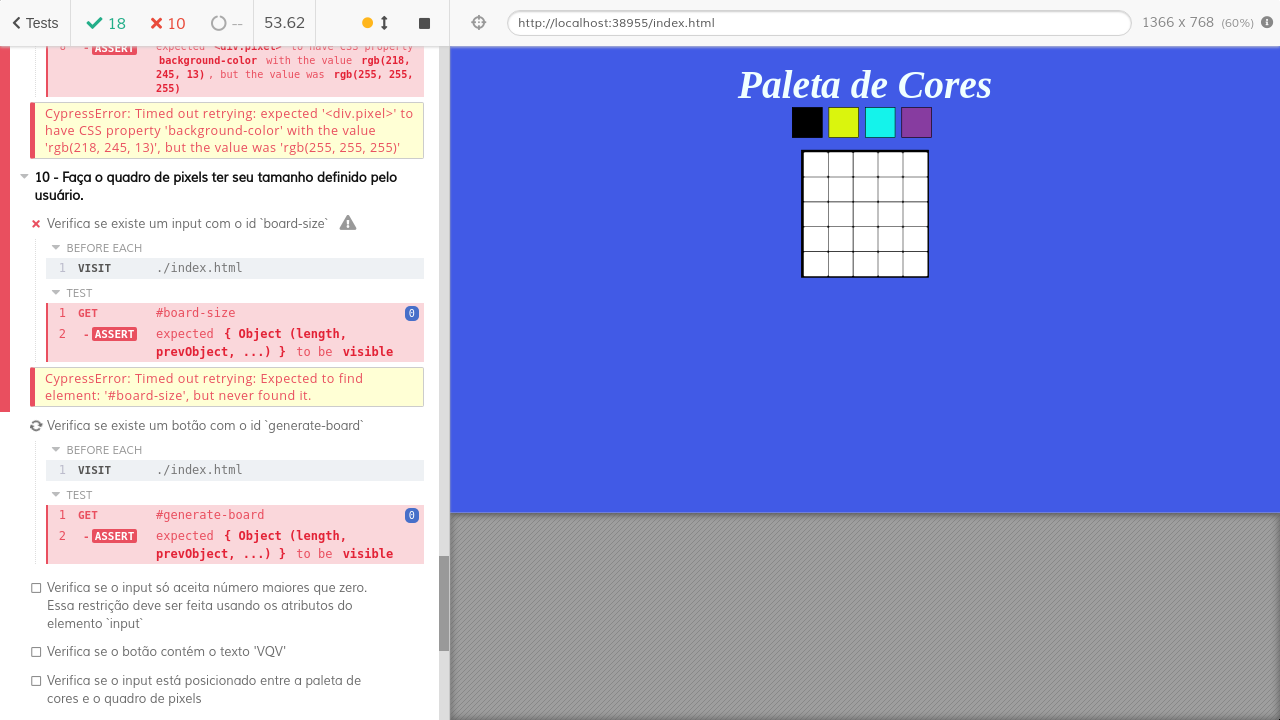 Tests
18
10
--
53.62
http://localhost:38955/index.html
1366 x 768 (60%)
6 -ASSERT expected <div.pixel> to have CSS property
background-color with the value rgb(218,
245, 13), but the value was rgb(255, 255,
255)
CypressError: Timed out retrying: expected '<div.pixel>' to
have CSS property 'background-color' with the value
'rgb(218, 245, 13)', but the value was 'rgb(255, 255, 255)'
10 - Faça o quadro de pixels ter seu tamanho definido pelo
usuário.
Verifica se existe um input com o id `board-size`
BEFORE EACH
1 VISIT ./index.html
TEST
1 GET #board-size 0
2 -ASSERT expected { Object (length,
prevObject, ...) } to be visible
CypressError: Timed out retrying: Expected to find
element: '#board-size', but never found it.
Verifica se existe um botão com o id `generate-board`
BEFORE EACH
1 VISIT ./index.html
TEST
1 GET #generate-board 0
2 -ASSERT expected { Object (length,
prevObject, ...) } to be visible
Verifica se o input só aceita número maiores que zero.
Essa restrição deve ser feita usando os atributos do
elemento `input`
Verifica se o botão contém o texto 'VQV'
Verifica se o input está posicionado entre a paleta de
cores e o quadro de pixels
Paleta de Cores